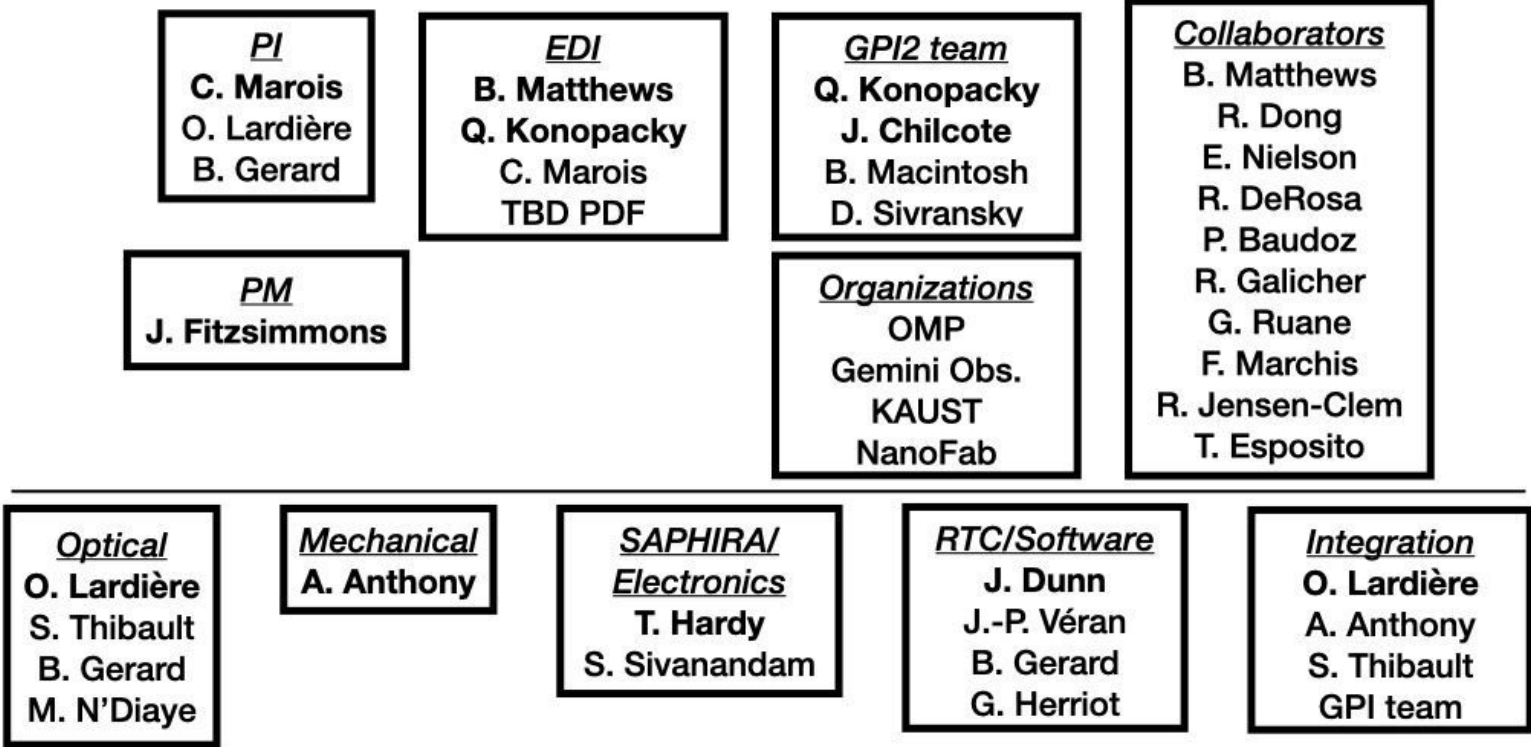 PI
C. Marois
O. Lardière
B. Gerard
EDI
B. Matthews
Q. Konopacky
C. Marois
TBD PDF
GPI2 team
Q. Konopacky
J. Chilcote
B. Macintosh
D. Sivransky
Collaborators
B. Matthews
R. Dong
E. Nielson
R. DeRosa
P. Baudoz
R. Galicher
G. Ruane
F. Marchis
R. Jensen-Clem
T. Esposito
PM
J. Fitzsimmons
Organizations
OMP
Gemini Obs.
KAUST
NanoFab
Optical
O. Lardière
S. Thibault
B. Gerard
M. N’Diaye
Mechanical
A. Anthony
SAPHIRA/
Electronics
T. Hardy
S. Sivanandam
RTC/Software
J. Dunn
J.-P. Véran
B. Gerard
G. Herriot
Integration
O. Lardière
A. Anthony
S. Thibault
GPI team